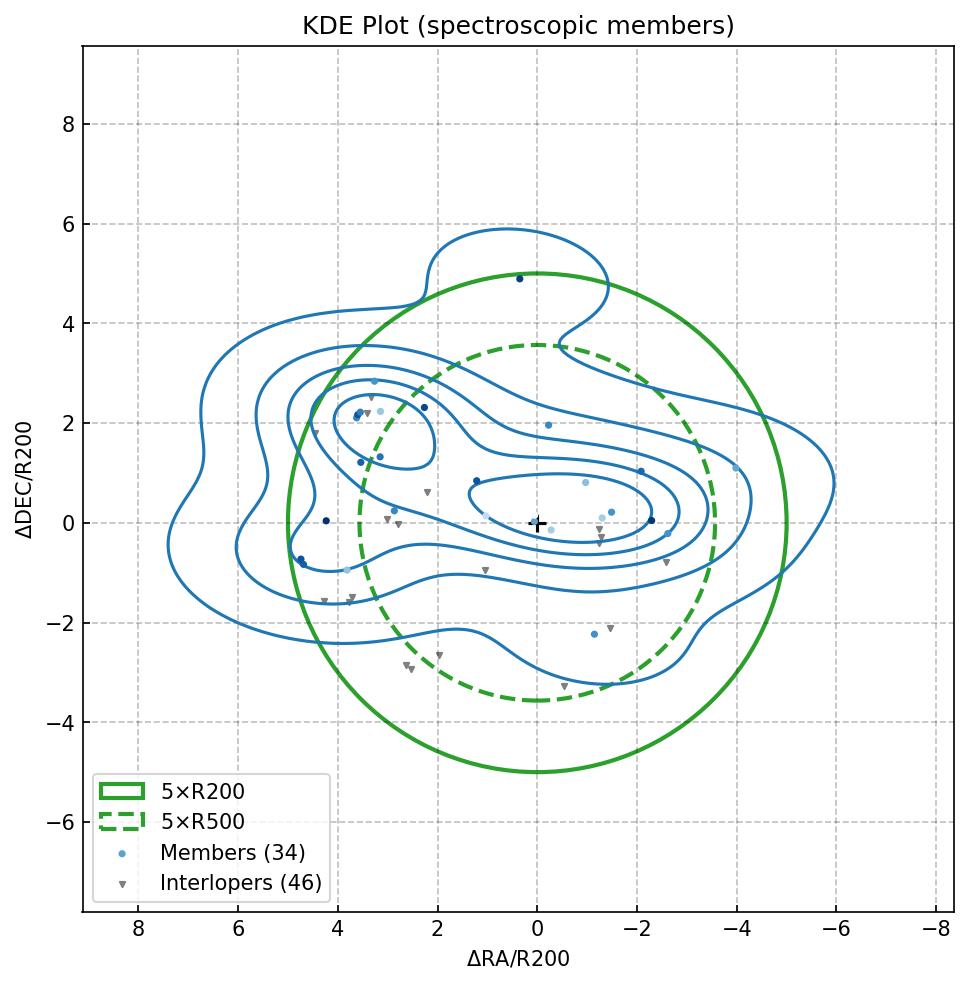 KDE Plot (spectroscopic members)
ΔDEC/R200
8
6
4
2
0
−2
−4
−6
5×R200
5×R500
Members (34)
Interlopers (46)
8 6 4 2 0 −2 −4 −6 −8
ΔRA/R200